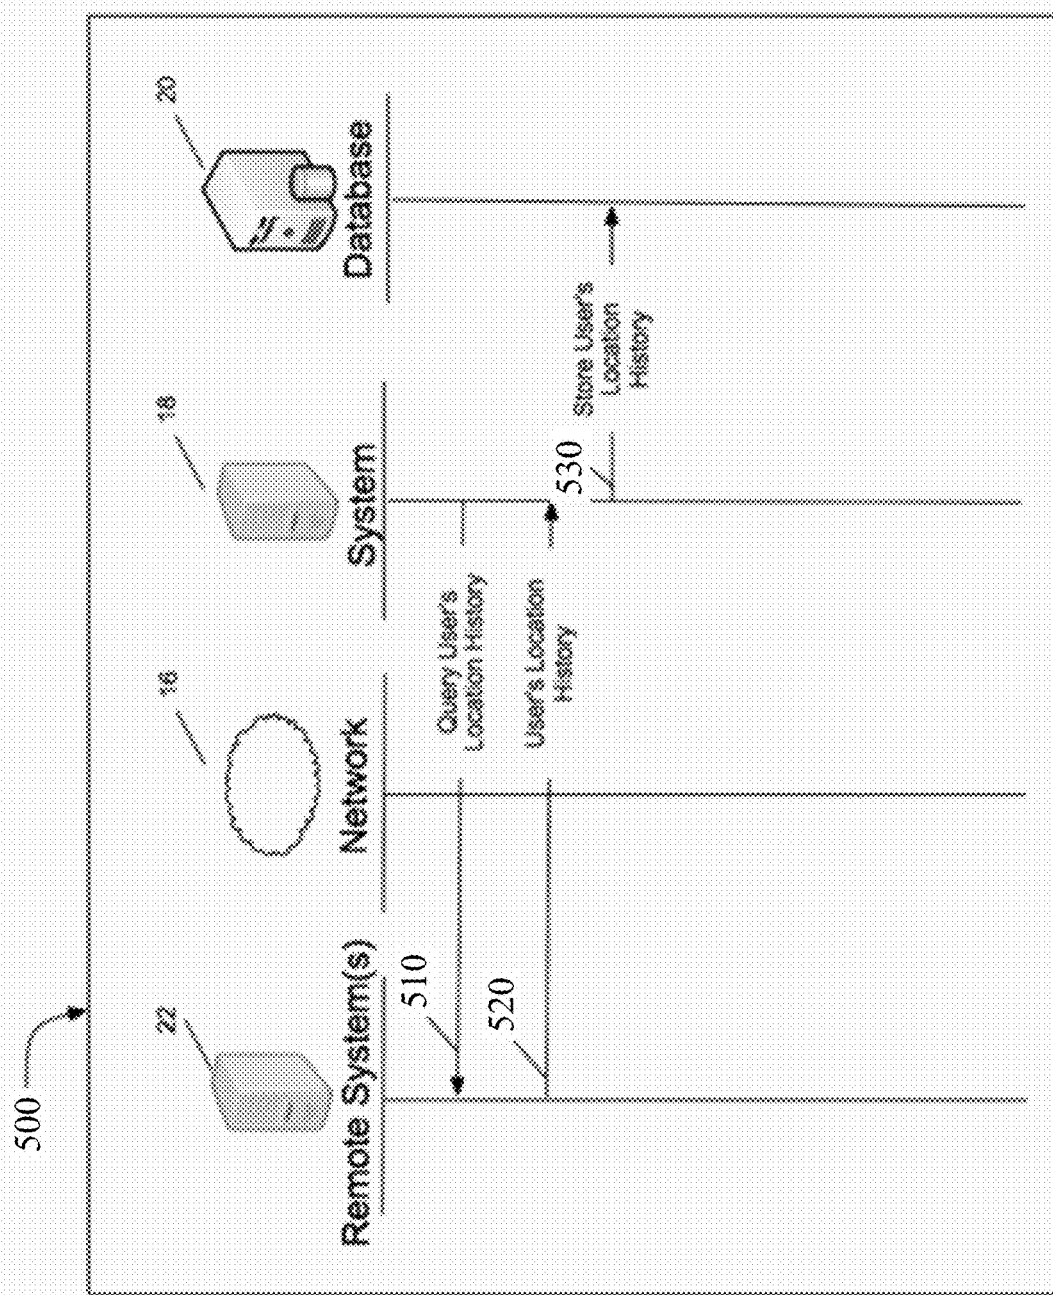 500
22
16
18
20
Remote System(s)
Network
System
Database
510
Query User's
Location History
520
User's Location
History
530
Store User's
Location
History